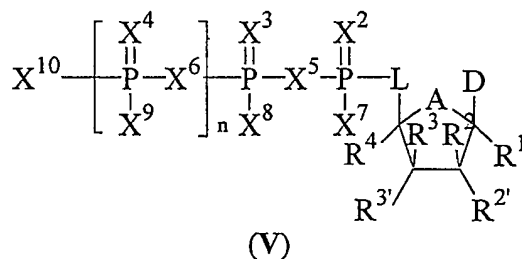 X⁴ X³ X²
X¹⁰ P X⁶ P X⁵ P L A D
X⁹ n X⁸ X⁷ R⁴ R³ R² R¹
R³' R²'
(V)